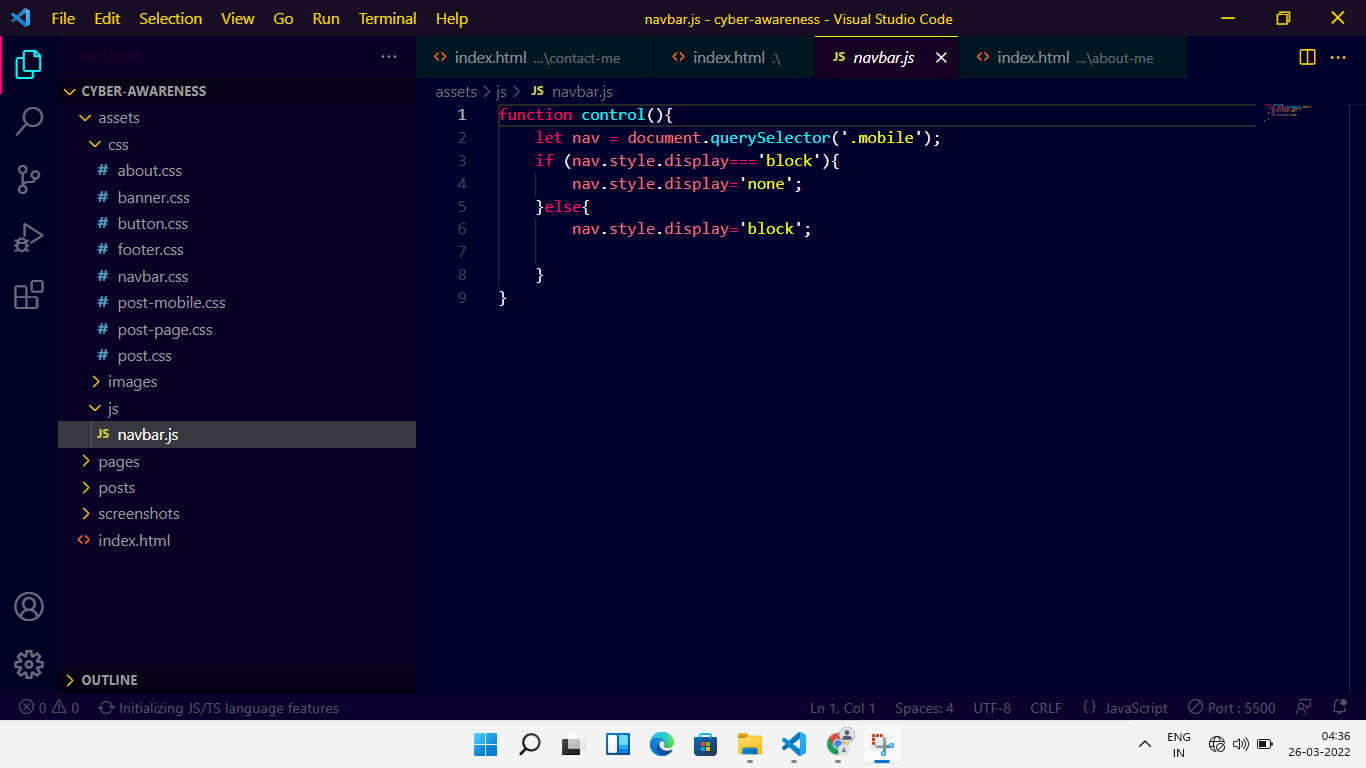 File Edit Selection View Go Run Terminal Help navbar.js - cyber-awareness - Visual Studio Code
EXPLORER ···
index.html ...\contact-me index.html .\ JS navbar.js index.html ...\about-me
CYBER-AWARENESS
assets
css
# about.css
# banner.css
# button.css
# footer.css
# navbar.css
# post-mobile.css
# post-page.css
# post.css
images
js
JS navbar.js
pages
posts
screenshots
index.html
OUTLINE
assets > js > JS navbar.js
1 function control(){
2     let nav = document.querySelector('.mobile');
3     if (nav.style.display==='block'){
4         nav.style.display='none';
5     }else{
6         nav.style.display='block';
7
8     }
9 }
0 0 Initializing JS/TS language features Ln 1, Col 1 Spaces: 4 UTF-8 CRLF {} JavaScript Port : 5500
ENG
IN
04:36
26-03-2022